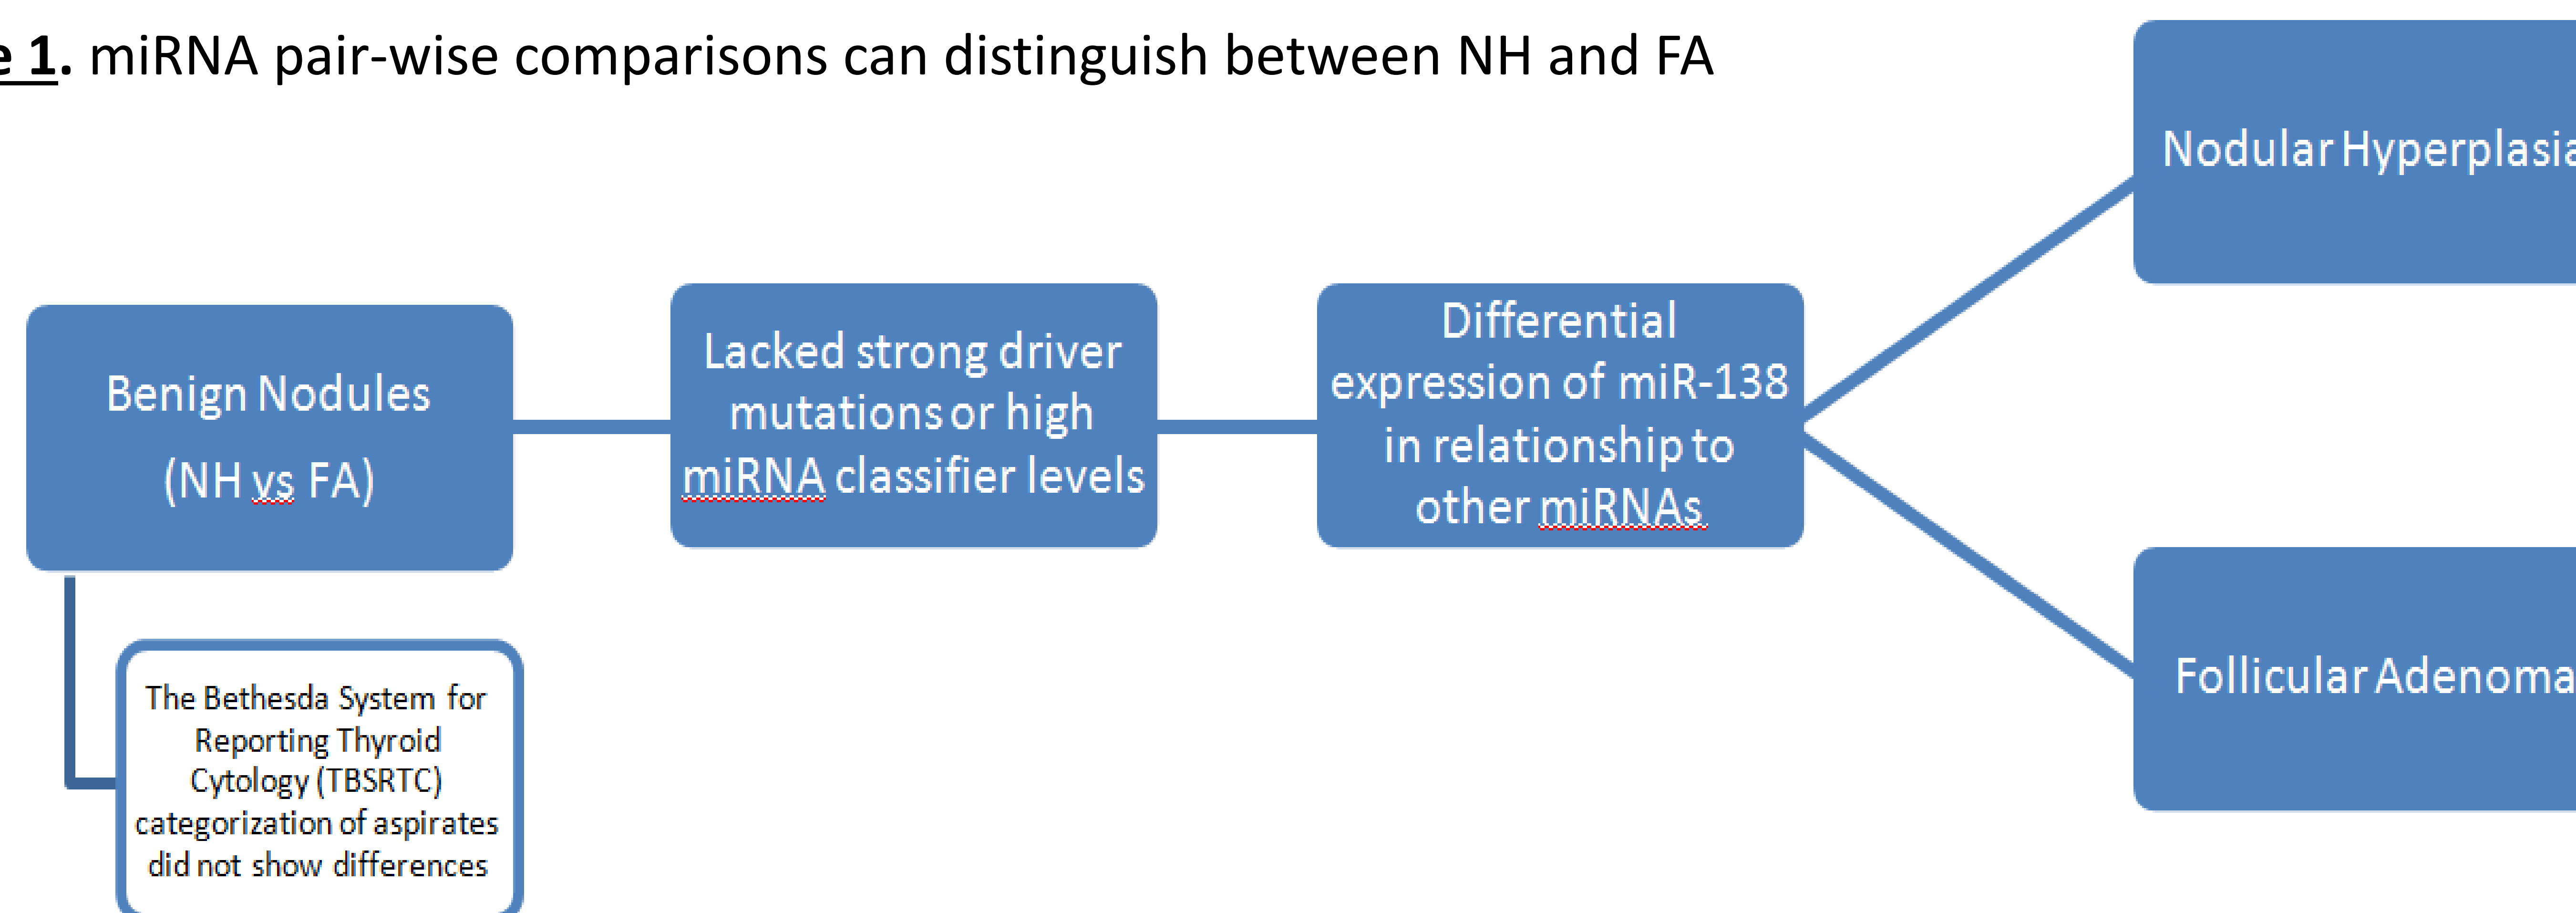 e 1. miRNA pair-wise comparisons can distinguish between NH and FA
Benign Nodules
(NH vs FA)
The Bethesda System for
Reporting Thyroid
Cytology (TBSRTC)
categorization of aspirates
did not show differences
Lacked strong driver
mutations or high
miRNA classifier levels
Differential
expression of miR-138
in relationship to
other miRNAs
Nodular Hyperplasia
Follicular Adenoma